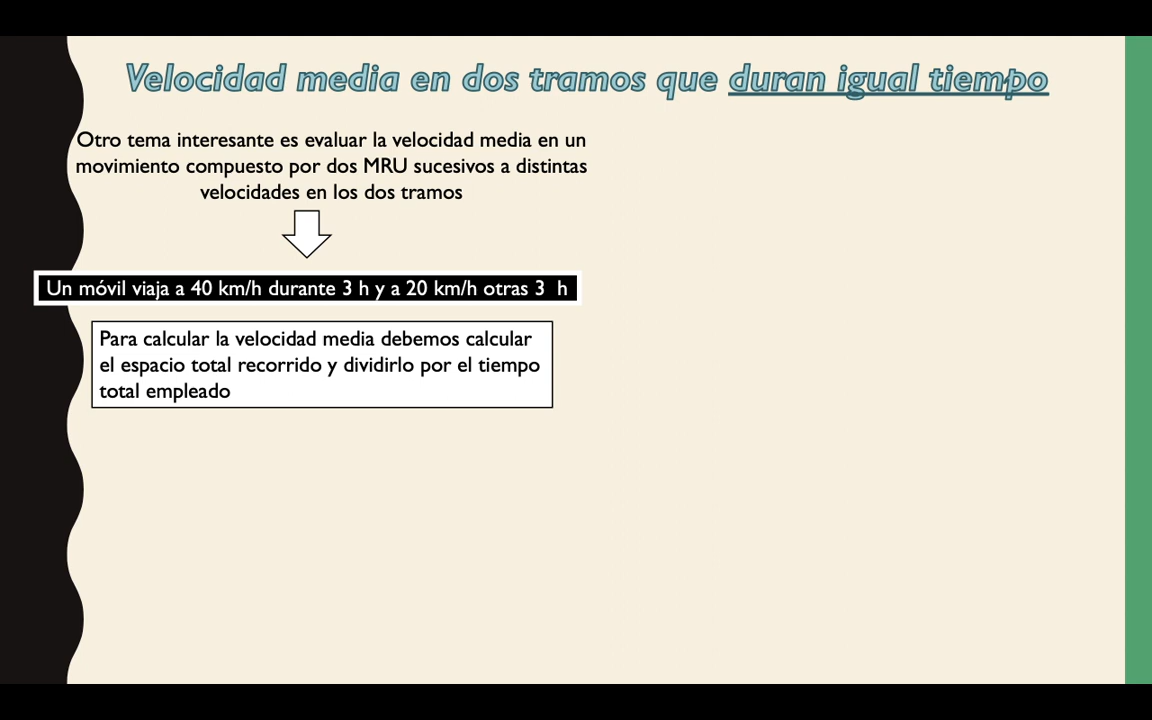 Velocidad media en dos tramos que duran igual tiempo
Otro tema interesante es evaluar la velocidad media en un
movimiento compuesto por dos MRU sucesivos a distintas
velocidades en los dos tramos
Un móvil viaja a 40 km/h durante 3 h y a 20 km/h otras 3 h
Para calcular la velocidad media debemos calcular
el espacio total recorrido y dividirlo por el tiempo
total empleado